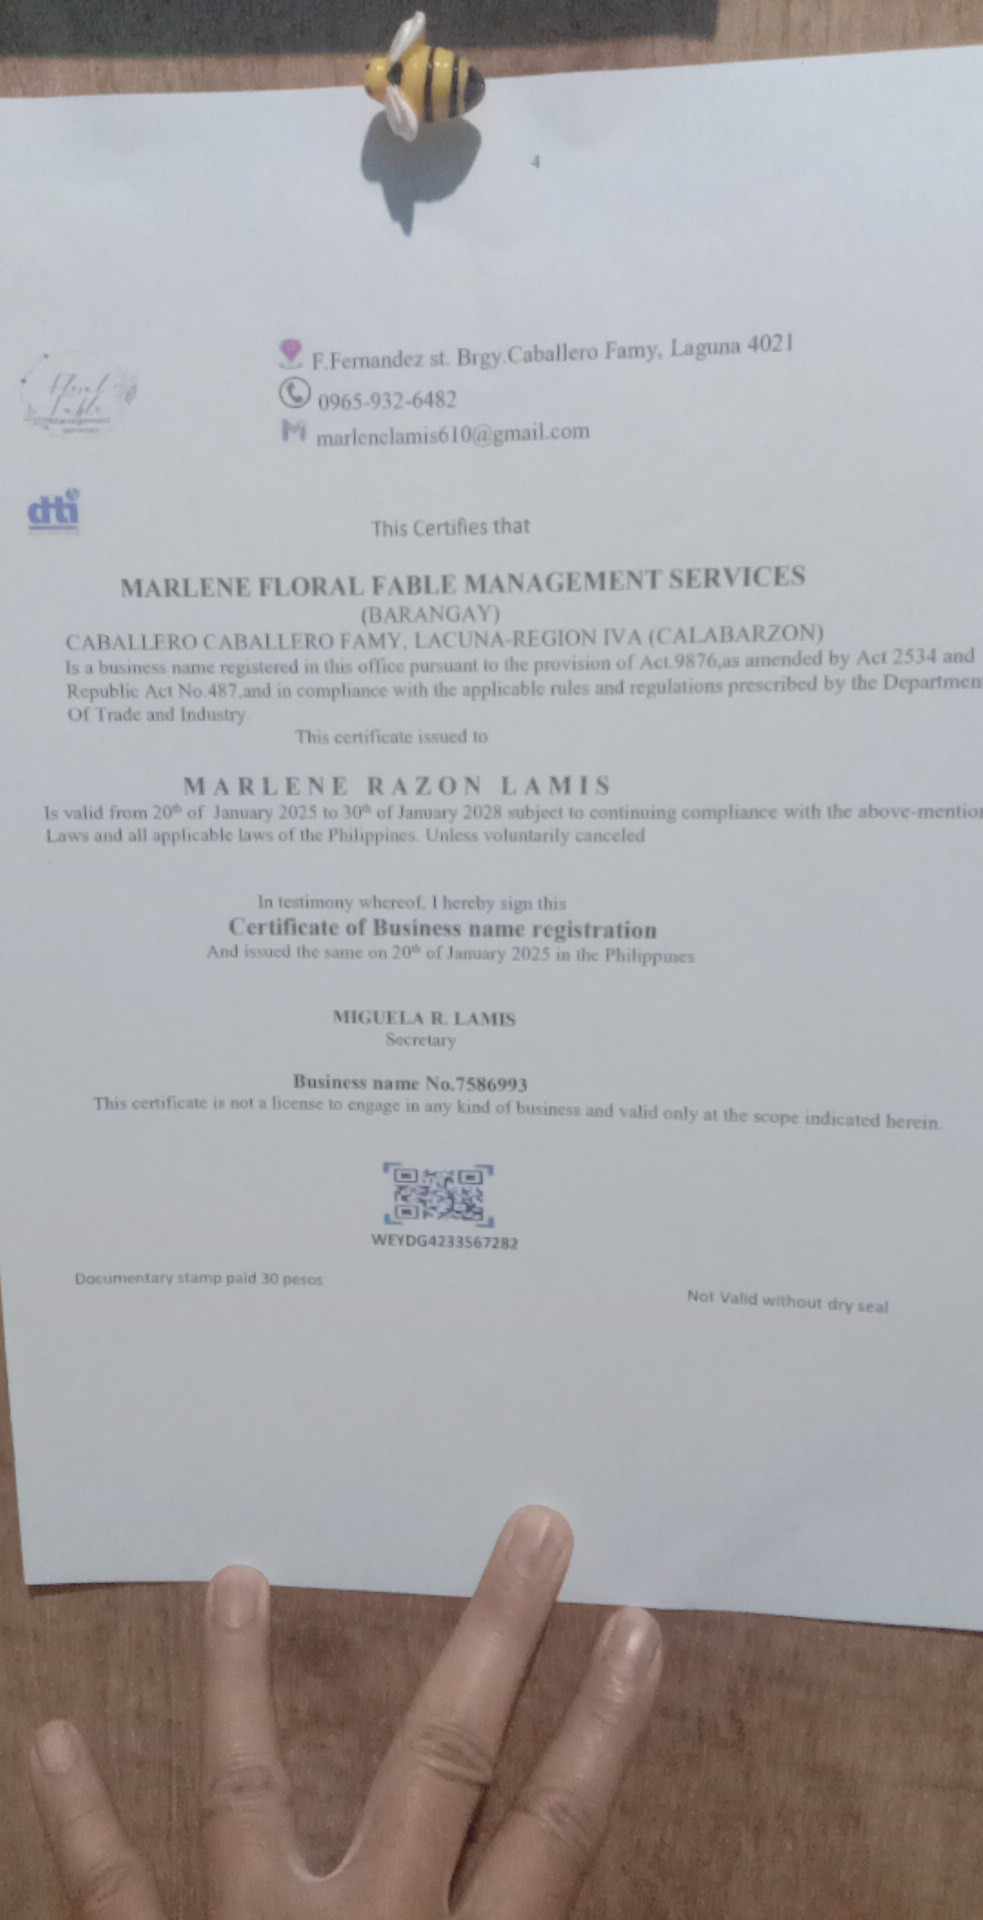 4
Floral
Fable
Management
services
F.Fernandez st. Brgy.Caballero Famy, Laguna 4021
0965-932-6482
marlenelamis610@gmail.com
dti
This Certifies that
MARLENE FLORAL FABLE MANAGEMENT SERVICES
(BARANGAY)
CABALLERO CABALLERO FAMY, LACUNA-REGION IVA (CALABARZON)
Is a business name registered in this office pursuant to the provision of Act.9876,as amended by Act 2534 and
Republic Act No.487,and in compliance with the applicable rules and regulations prescribed by the Departmen
Of Trade and Industry.
This certificate issued to
MARLENE RAZON LAMIS
Is valid from 20th of January 2025 to 30th of January 2028 subject to continuing compliance with the above-mention
Laws and all applicable laws of the Philippines. Unless voluntarily canceled
In testimony whereof, I hereby sign this
Certificate of Business name registration
And issued the same on 20th of January 2025 in the Philippines
MIGUELA R. LAMIS
Secretary
Business name No.7586993
This certificate is not a license to engage in any kind of business and valid only at the scope indicated herein.
WEYDG4233567282
Documentary stamp paid 30 pesos
Not Valid without dry seal